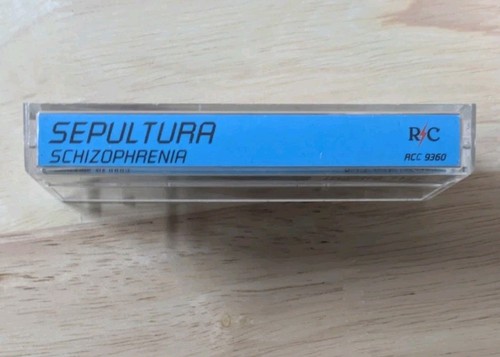 SEPULTURA
SCHIZOPHRENIA
R C
RCC 9360